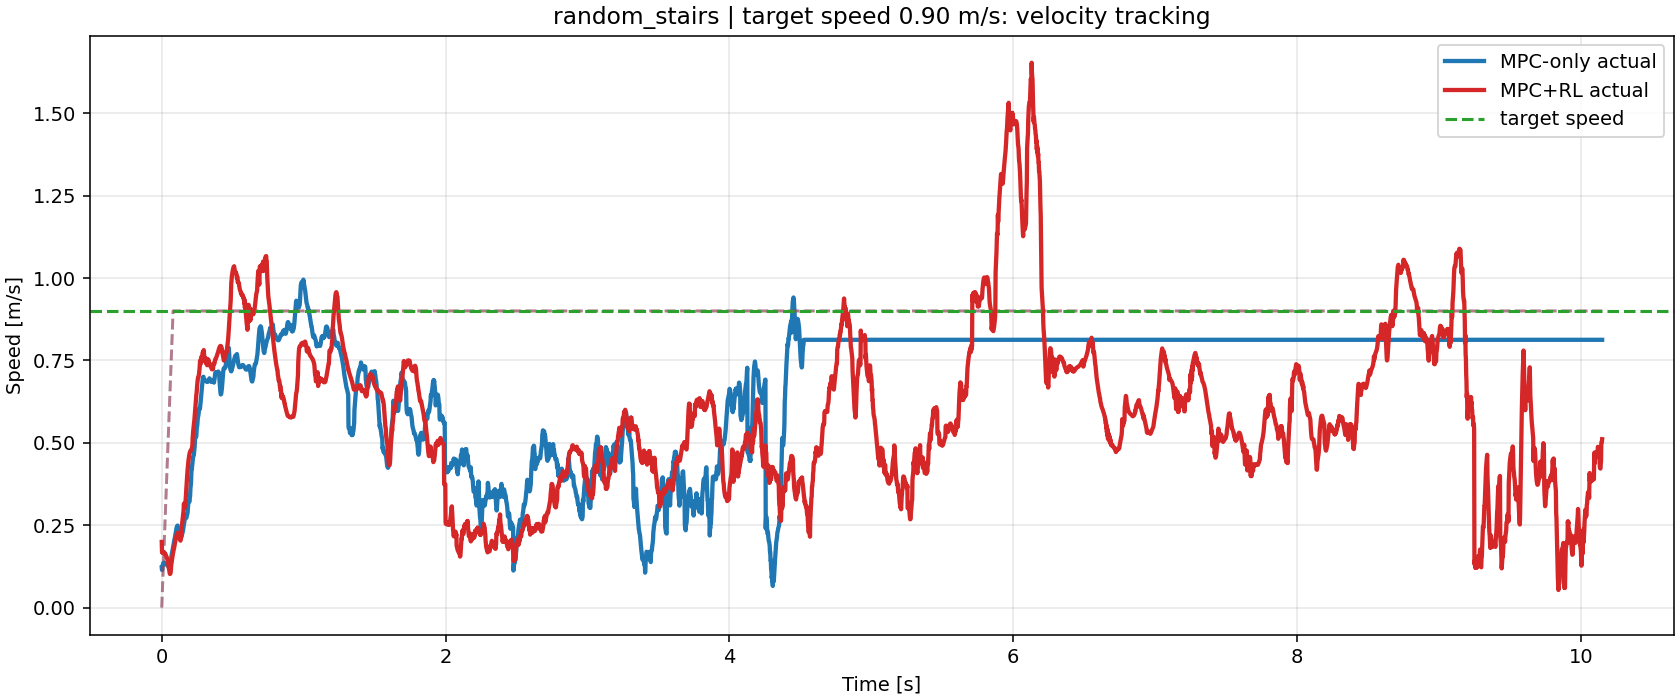 random_stairs | target speed 0.90 m/s: velocity tracking
MPC-only actual
MPC+RL actual
target speed
Speed [m/s]
1.50
1.25
1.00
0.75
0.50
0.25
0.00
0 2 4 6 8 10
Time [s]